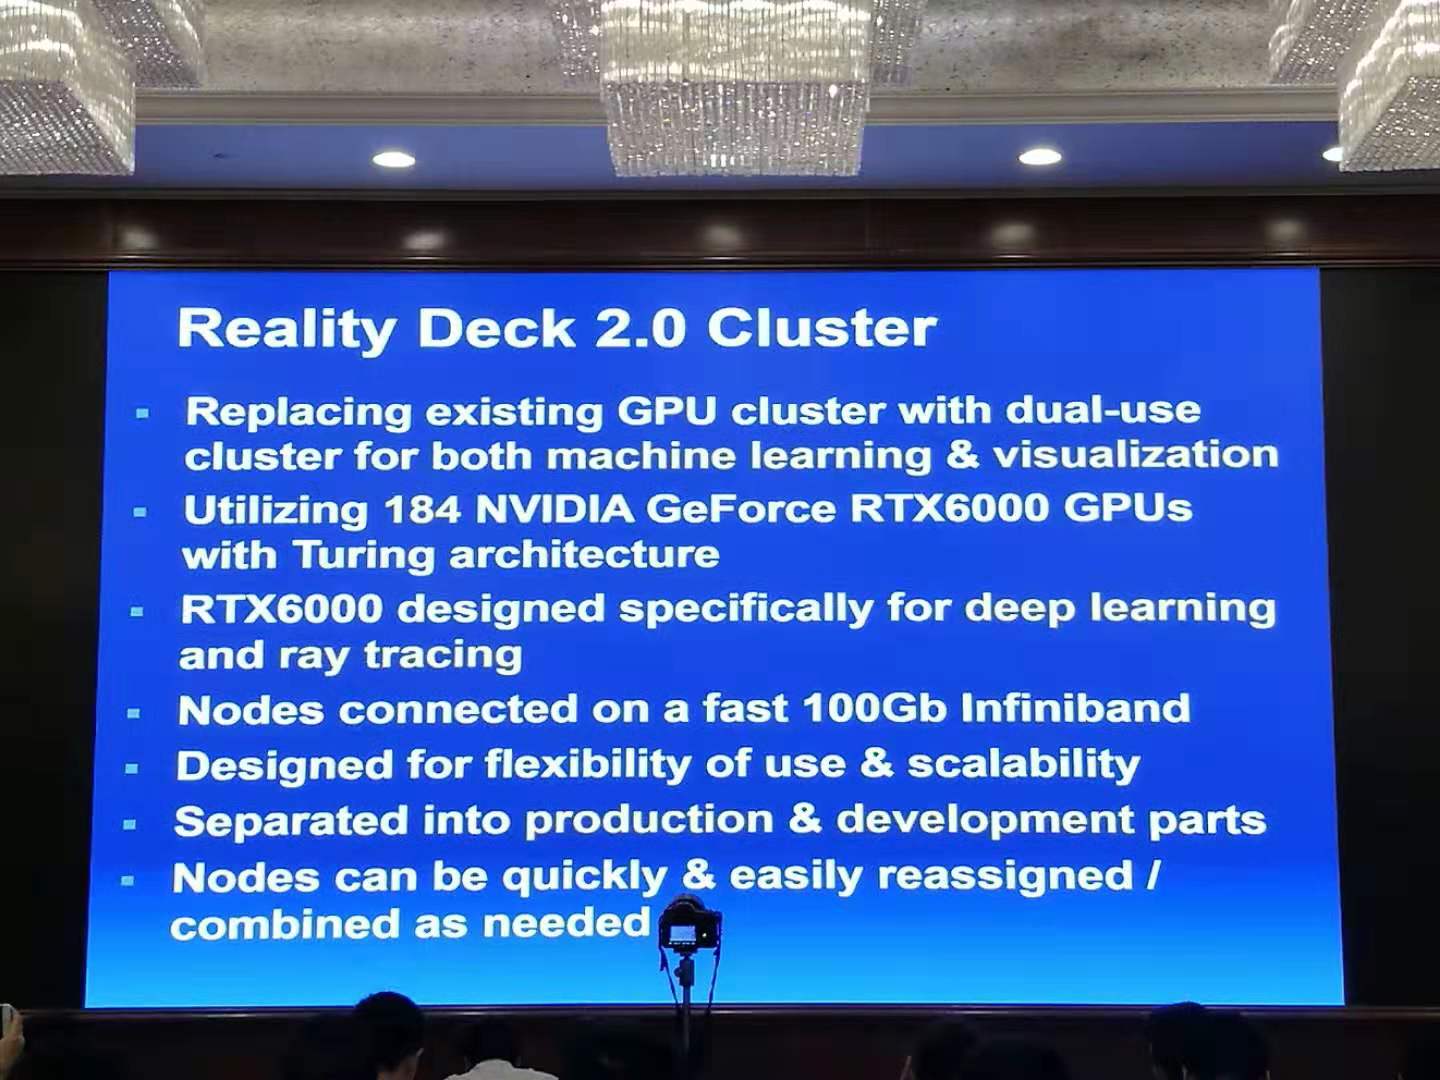 Reality Deck 2.0 Cluster
Replacing existing GPU cluster with dual-use
cluster for both machine learning & visualization
Utilizing 184 NVIDIA GeForce RTX6000 GPUs
with Turing architecture
RTX6000 designed specifically for deep learning
and ray tracing
Nodes connected on a fast 100Gb Infiniband
Designed for flexibility of use & scalability
Separated into production & development parts
Nodes can be quickly & easily reassigned /
combined as needed